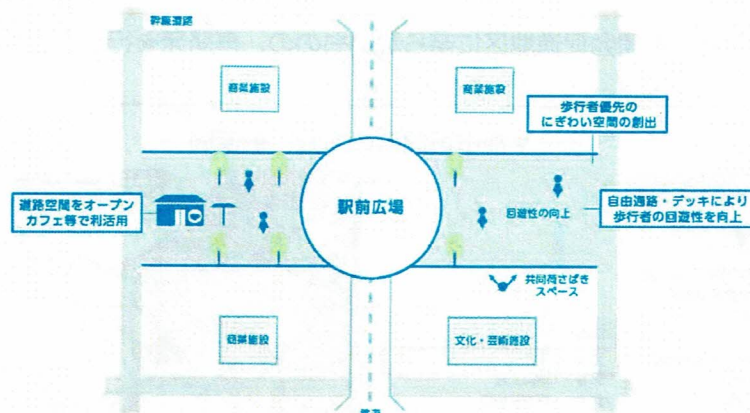 幹線道路
商業施設
商業施設
歩行者優先の
にぎわい空間の創出
道路空間をオープン
カフェ等で利活用
駅前広場
回遊性の向上
自由通路・デッキにより
歩行者の回遊性を向上
共同荷さばき
スペース
商業施設
文化・芸術施設